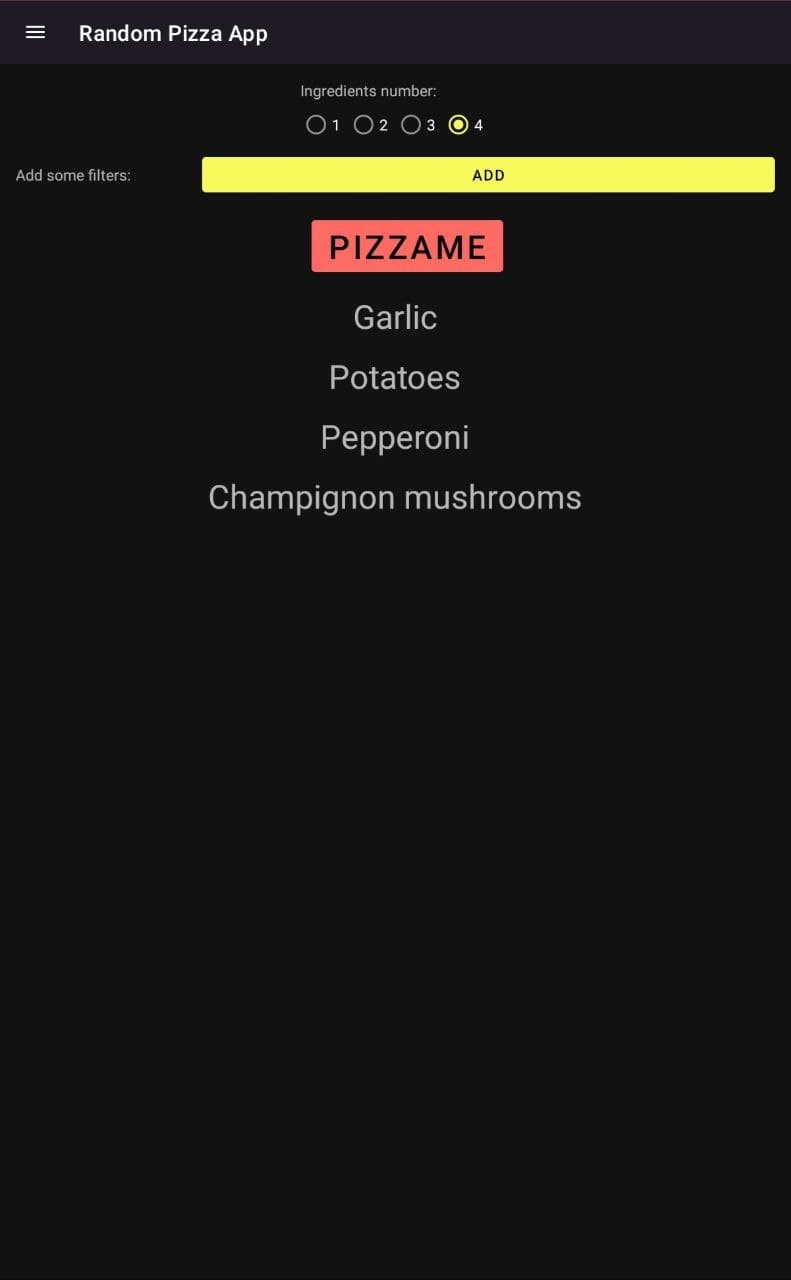 Random Pizza App
Ingredients number:
1 2 3 4
Add some filters: ADD
PIZZAME
Garlic
Potatoes
Pepperoni
Champignon mushrooms